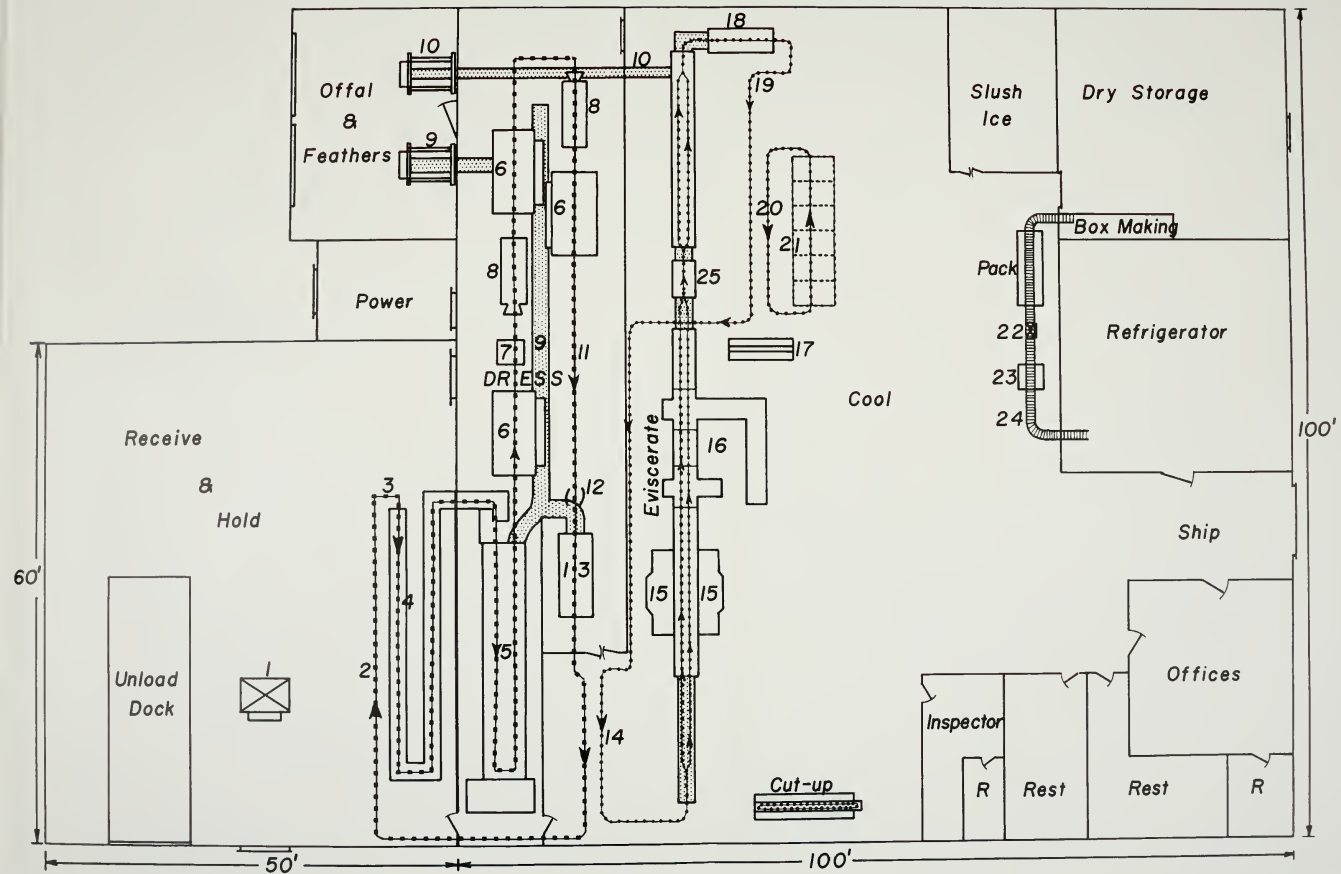 18
10
10
19
Offal
&
Feathers
8
Slush
Ice
Dry Storage
9
6
6
20
21
Box Making
8
25
Pack
Power
9
11
22
Refrigerator
7
17
23
DRESS
Cool
24
6
16
Eviscerate
100'
Receive
&
Hold
3
12
Ship
13
60'
4
15
15
5
2
1
Unload
Dock
Offices
14
Inspector
Cut-up
R
Rest
Rest
R
50'
100'